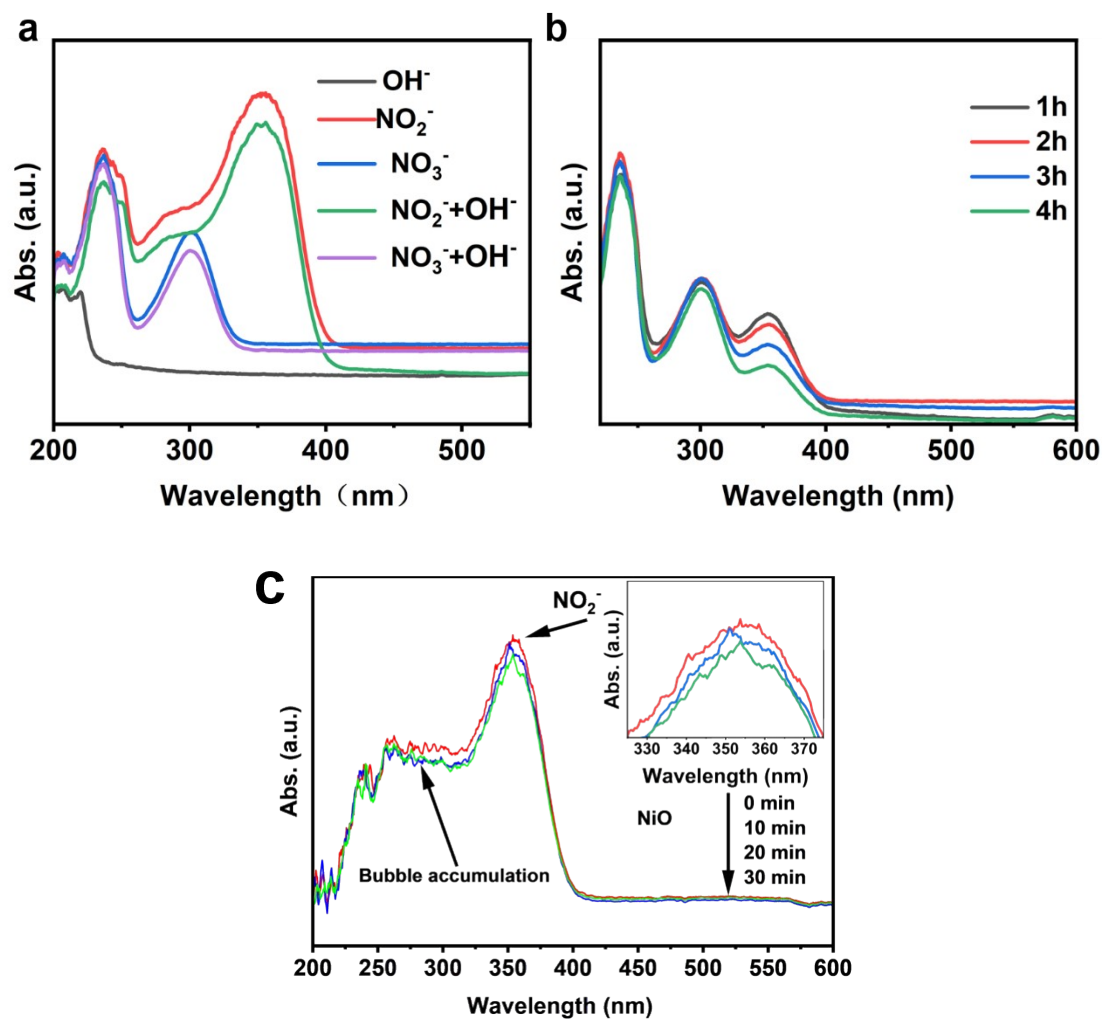 a
OH⁻
NO₂⁻
NO₃⁻
NO₂⁻+OH⁻
NO₃⁻+OH⁻
Abs. (a.u.)
200 300 400 500
Wavelength（nm）
b
1h
2h
3h
4h
Abs. (a.u.)
300 400 500 600
Wavelength (nm)
c
NO₂⁻
Abs. (a.u.)
330 340 350 360 370
Wavelength (nm)
NiO
0 min
10 min
20 min
30 min
Bubble accumulation
Abs. (a.u.)
200 250 300 350 400 450 500 550 600
Wavelength (nm)